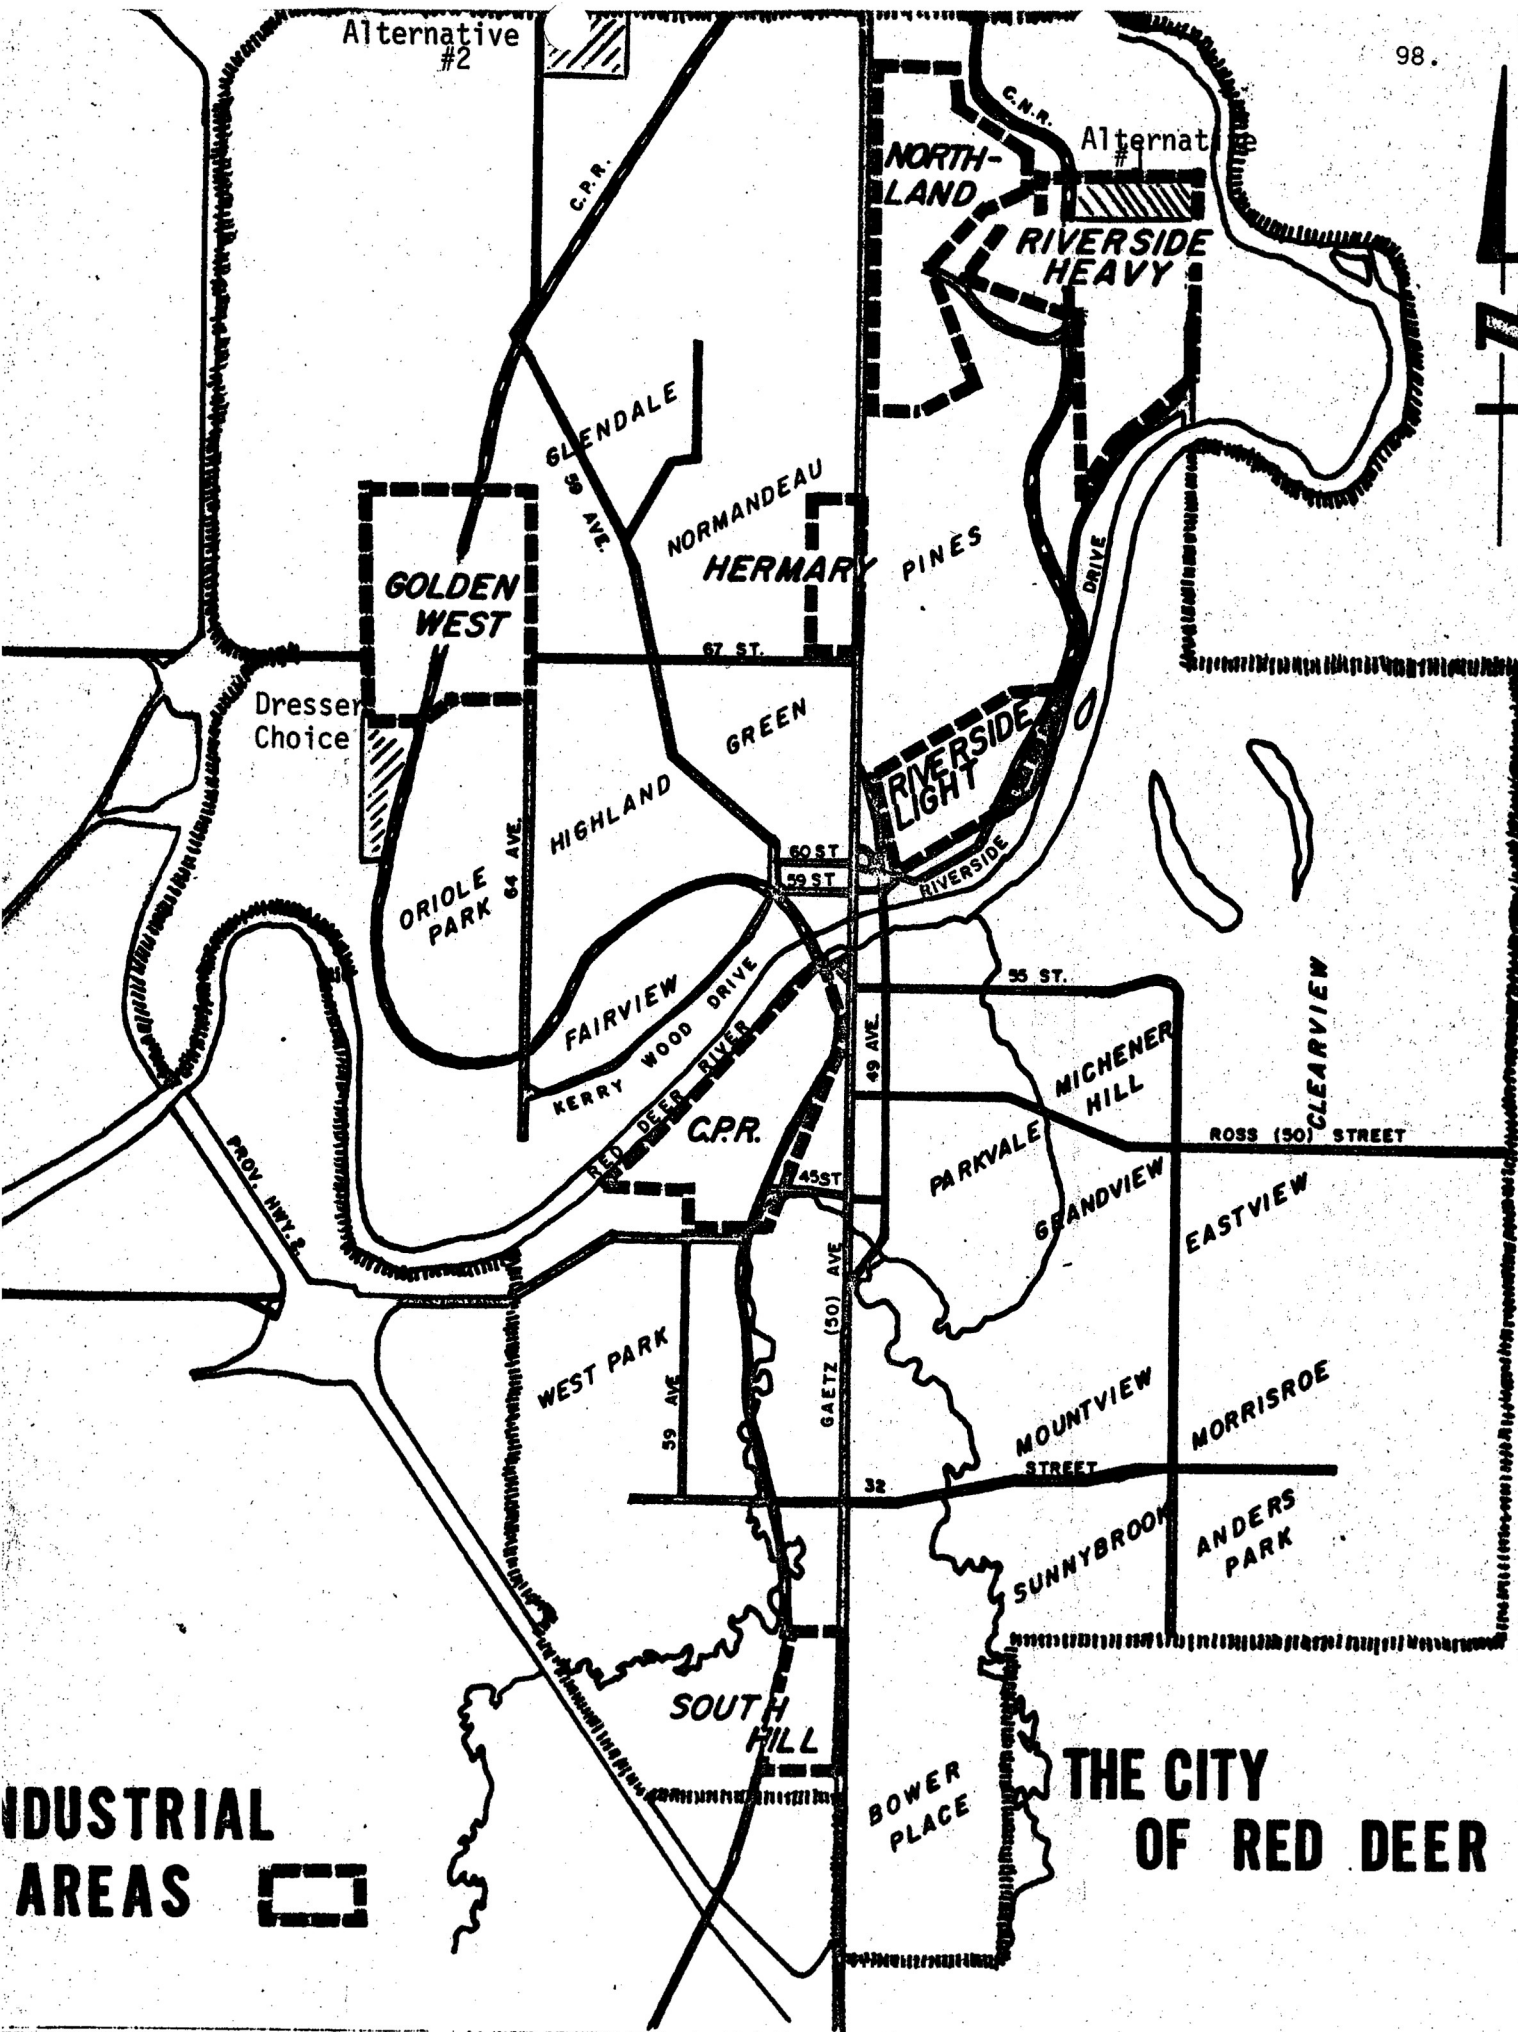 98.
Alternative
#2
C.N.R.
Alternative
#1
NORTH-
LAND
C.P.R.
RIVERSIDE
HEAVY
GLENDALE
59 AVE.
NORMANDEAU
HERMARY
PINES
DRIVE
GOLDEN
WEST
67 ST.
Dresser
Choice
GREEN
RIVERSIDE
LIGHT
HIGHLAND
64 AVE.
60 ST
59 ST
RIVERSIDE
ORIOLE
PARK
55 ST.
CLEARVIEW
FAIRVIEW
KERRY WOOD DRIVE
RED DEER RIVER
49 AVE.
MICHENER
HILL
C.P.R.
ROSS (50) STREET
PROV. HWY. 2
PARKVALE
45 ST
GRANDVIEW
EASTVIEW
GAETZ (50) AVE
WEST PARK
59 AVE
MOUNTVIEW
MORRISROE
32 STREET
SUNNYBROOK
ANDERS
PARK
SOUTH
HILL
BOWER
PLACE
THE CITY
OF RED DEER
NDUSTRIAL
AREAS